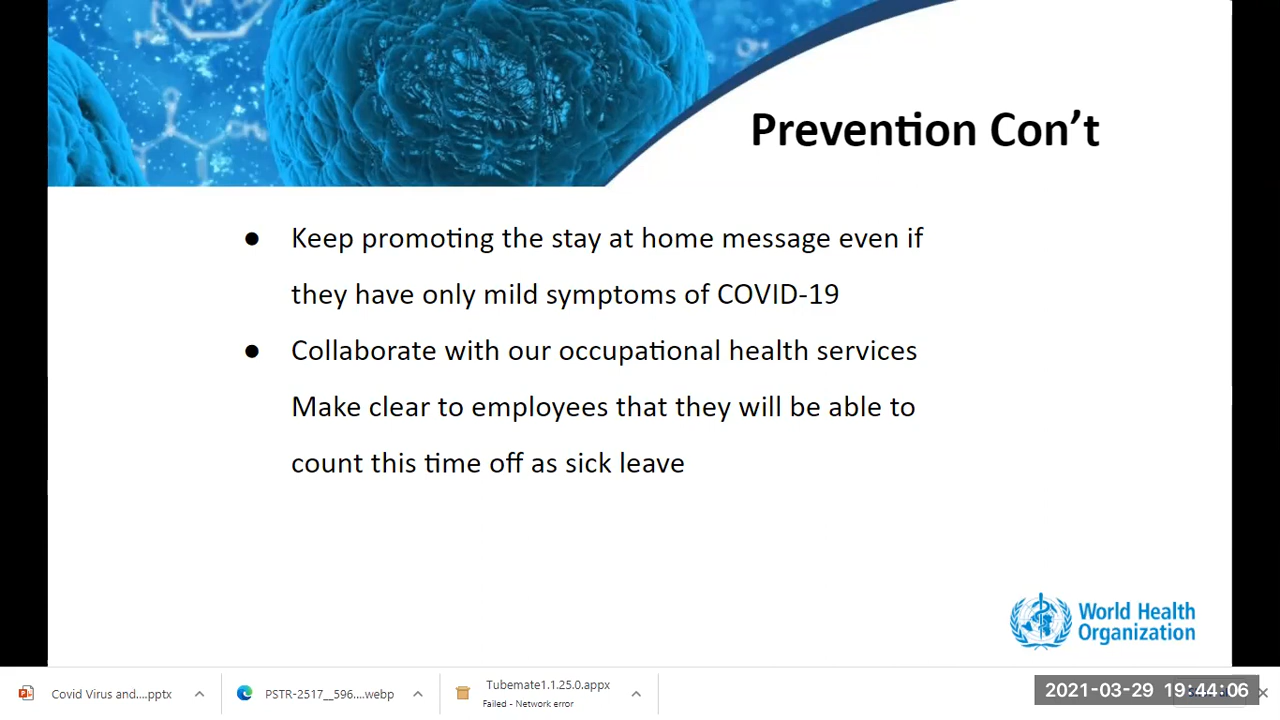 Prevention Con't
● Keep promoting the stay at home message even if
they have only mild symptoms of COVID-19
● Collaborate with our occupational health services
Make clear to employees that they will be able to
count this time off as sick leave
World Health
Organization
Covid Virus and....pptx
PSTR-2517__596....webp
Tubemate1.1.25.0.appx
Failed - Network error
2021-03-29 19:44:06